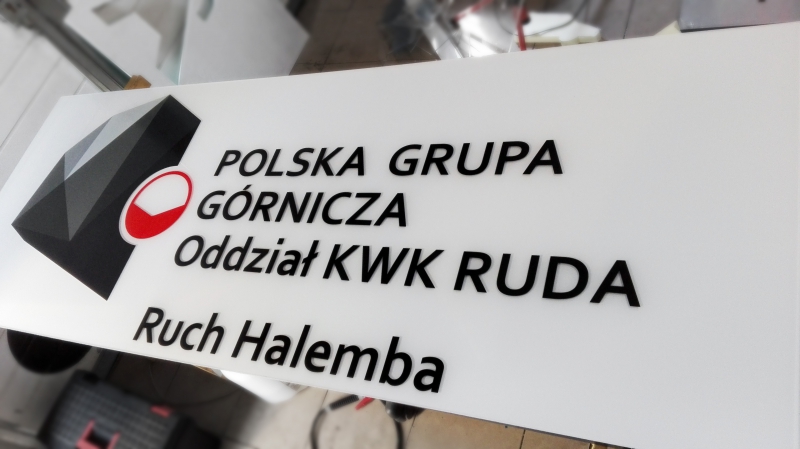 POLSKA GRUPA
GÓRNICZA
Oddział KWK RUDA
Ruch Halemba